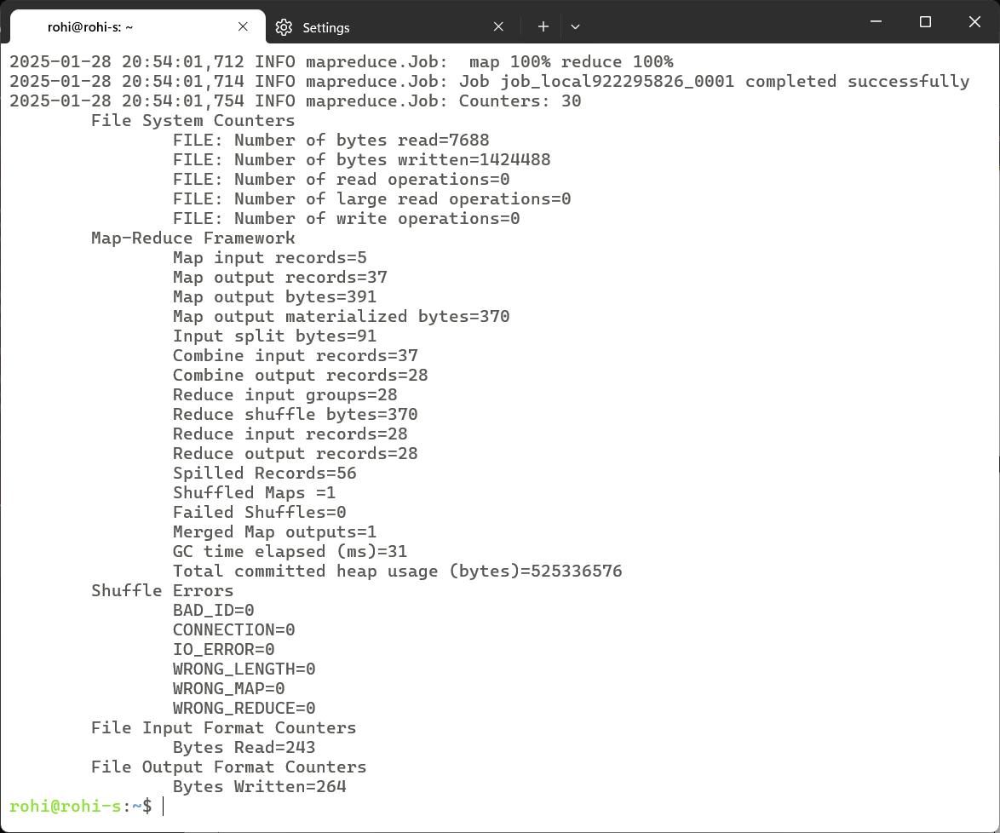 rohi@rohi-s: ~
Settings
2025-01-28 20:54:01,712 INFO mapreduce.Job:  map 100% reduce 100%
2025-01-28 20:54:01,714 INFO mapreduce.Job: Job job_local922295826_0001 completed successfully
2025-01-28 20:54:01,754 INFO mapreduce.Job: Counters: 30
File System Counters
FILE: Number of bytes read=7688
FILE: Number of bytes written=1424488
FILE: Number of read operations=0
FILE: Number of large read operations=0
FILE: Number of write operations=0
Map-Reduce Framework
Map input records=5
Map output records=37
Map output bytes=391
Map output materialized bytes=370
Input split bytes=91
Combine input records=37
Combine output records=28
Reduce input groups=28
Reduce shuffle bytes=370
Reduce input records=28
Reduce output records=28
Spilled Records=56
Shuffled Maps =1
Failed Shuffles=0
Merged Map outputs=1
GC time elapsed (ms)=31
Total committed heap usage (bytes)=525336576
Shuffle Errors
BAD_ID=0
CONNECTION=0
IO_ERROR=0
WRONG_LENGTH=0
WRONG_MAP=0
WRONG_REDUCE=0
File Input Format Counters
Bytes Read=243
File Output Format Counters
Bytes Written=264
rohi@rohi-s:~$